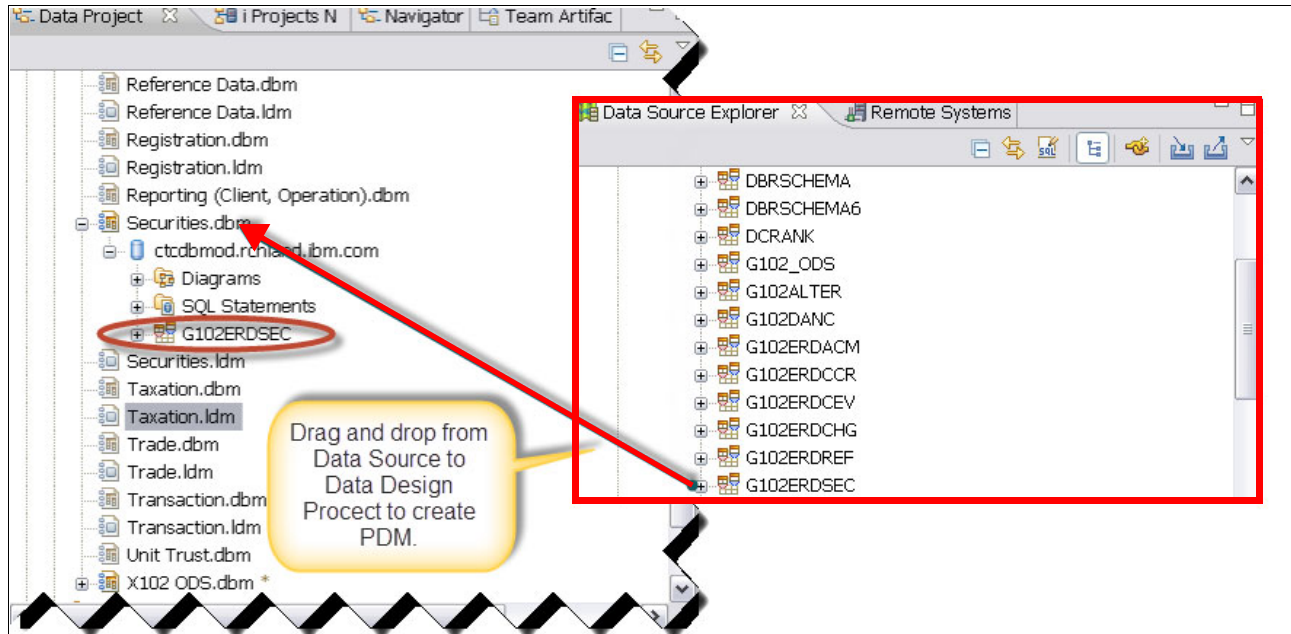 Data Project
i Projects N
Navigator
Team Artifac
Reference Data.dbm
Reference Data.ldm
Registration.dbm
Registration.ldm
Reporting (Client, Operation).dbm
Securities.dbm
ctcdbmod.rchland.ibm.com
Diagrams
SQL Statements
G102ERDSEC
Securities.ldm
Taxation.dbm
Taxation.ldm
Trade.dbm
Trade.ldm
Transaction.dbm
Transaction.ldm
Unit Trust.dbm
X102 ODS.dbm *
Drag and drop from
Data Source to
Data Design
Procect to create
PDM.
Data Source Explorer
Remote Systems
SQL
DBRSCHEMA
DBRSCHEMA6
DCRANK
G102_ODS
G102ALTER
G102DANC
G102ERDACM
G102ERDCCR
G102ERDCEV
G102ERDCHG
G102ERDREF
G102ERDSEC